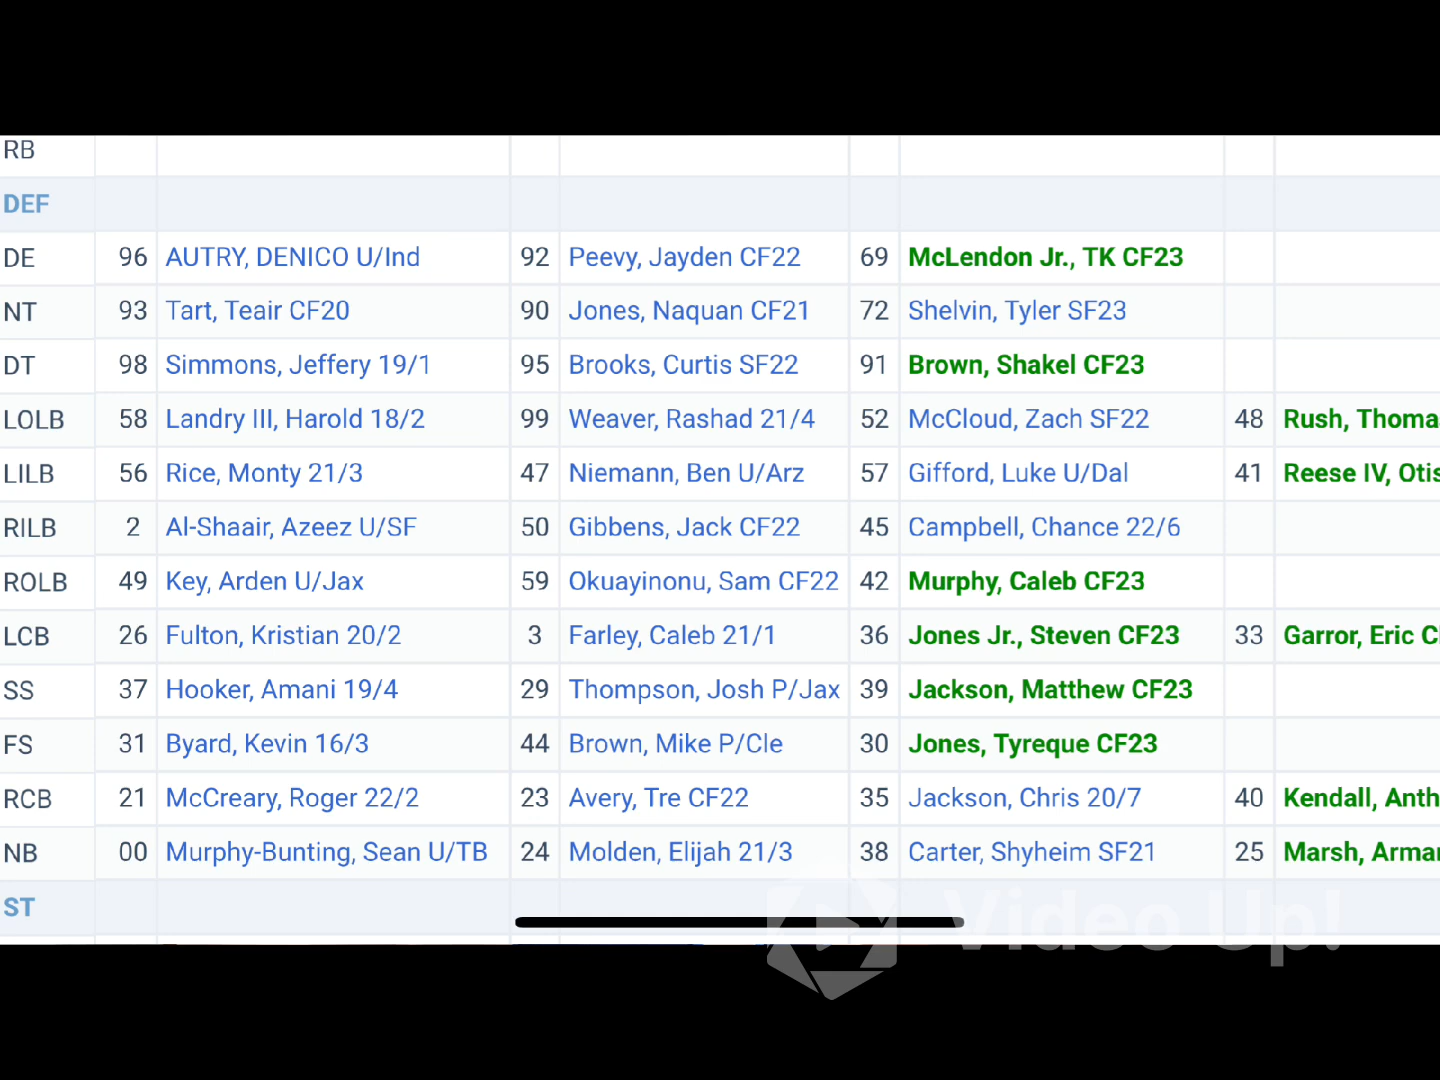 RB
DEF
DE 96 AUTRY, DENICO U/Ind 92 Peevy, Jayden CF22 69 McLendon Jr., TK CF23
NT 93 Tart, Teair CF20 90 Jones, Naquan CF21 72 Shelvin, Tyler SF23
DT 98 Simmons, Jeffery 19/1 95 Brooks, Curtis SF22 91 Brown, Shakel CF23
LOLB 58 Landry III, Harold 18/2 99 Weaver, Rashad 21/4 52 McCloud, Zach SF22 48 Rush, Thoma
LILB 56 Rice, Monty 21/3 47 Niemann, Ben U/Arz 57 Gifford, Luke U/Dal 41 Reese IV, Otis
RILB 2 Al-Shaair, Azeez U/SF 50 Gibbens, Jack CF22 45 Campbell, Chance 22/6
ROLB 49 Key, Arden U/Jax 59 Okuayinonu, Sam CF22 42 Murphy, Caleb CF23
LCB 26 Fulton, Kristian 20/2 3 Farley, Caleb 21/1 36 Jones Jr., Steven CF23 33 Garror, Eric C
SS 37 Hooker, Amani 19/4 29 Thompson, Josh P/Jax 39 Jackson, Matthew CF23
FS 31 Byard, Kevin 16/3 44 Brown, Mike P/Cle 30 Jones, Tyreque CF23
RCB 21 McCreary, Roger 22/2 23 Avery, Tre CF22 35 Jackson, Chris 20/7 40 Kendall, Anth
NB 00 Murphy-Bunting, Sean U/TB 24 Molden, Elijah 21/3 38 Carter, Shyheim SF21 25 Marsh, Arma
ST
Video Up!